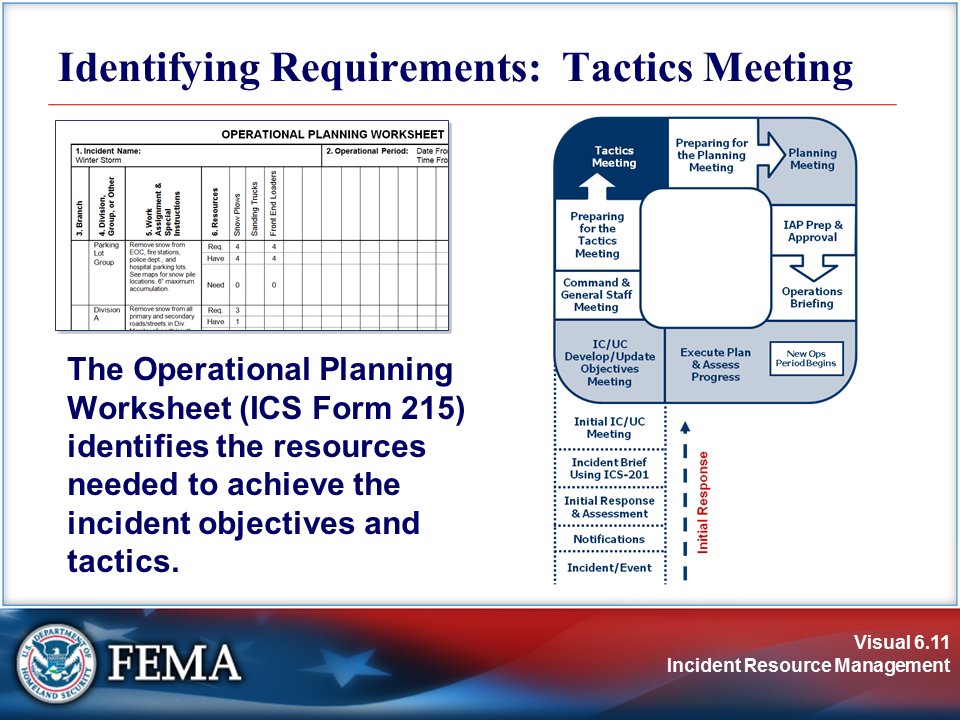 Identifying Requirements: Tactics Meeting
OPERATIONAL PLANNING WORKSHEET
1. Incident Name:
Winter Storm
2. Operational Period:
Date Fro
Time Fro
3. Branch
4. Division,
Group, or Other
5. Work
Assignment &
Special
Instructions
6. Resources
Snow Plows
Sanding Trucks
Front End Loaders
Parking
Lot
Group
Remove snow from
EOC, fire stations,
police dept., and
hospital parking lots.
See maps for snow pile
locations. 6" maximum
accumulation.
Req. 4 4
Have 4 4
Need 0 0
Division
A
Remove snow from all
primary and secondary
roads/streets in Div.
Req. 3
Have 1
The Operational Planning
Worksheet (ICS Form 215)
identifies the resources
needed to achieve the
incident objectives and
tactics.
Tactics
Meeting
Preparing for
the Planning
Meeting
Planning
Meeting
Preparing
for the
Tactics
Meeting
IAP Prep &
Approval
Command &
General Staff
Meeting
Operations
Briefing
IC/UC
Develop/Update
Objectives
Meeting
Execute Plan
& Assess
Progress
New Ops
Period Begins
Initial IC/UC
Meeting
Incident Brief
Using ICS-201
Initial Response
& Assessment
Notifications
Incident/Event
Initial Response
U.S. DEPARTMENT OF
HOMELAND SECURITY
FEMA
Visual 6.11
Incident Resource Management